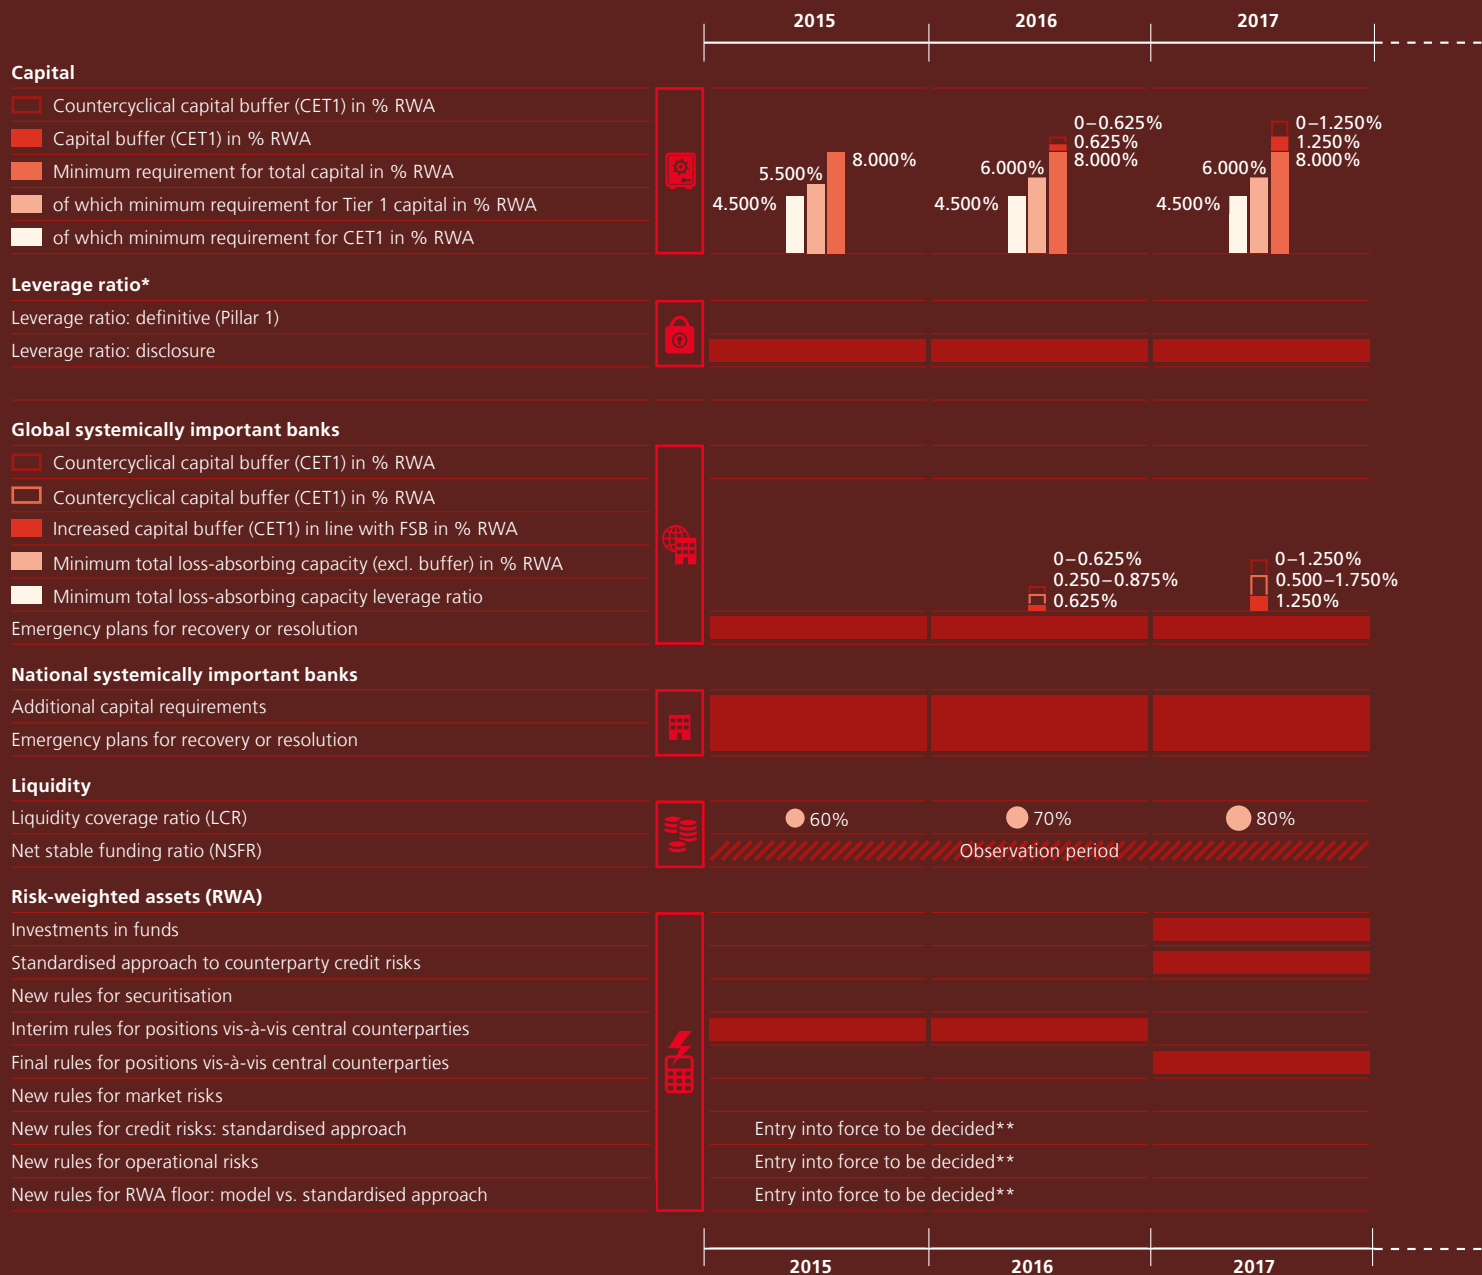 2015 2016 2017
Capital
Countercyclical capital buffer (CET1) in % RWA
0–0.625% 0–1.250%
Capital buffer (CET1) in % RWA
0.625% 1.250%
5.500% 8.000% 6.000% 8.000% 6.000% 8.000%
Minimum requirement for total capital in % RWA
of which minimum requirement for Tier 1 capital in % RWA
4.500% 4.500% 4.500%
of which minimum requirement for CET1 in % RWA
Leverage ratio*
Leverage ratio: definitive (Pillar 1)
Leverage ratio: disclosure
Global systemically important banks
Countercyclical capital buffer (CET1) in % RWA
Countercyclical capital buffer (CET1) in % RWA
Increased capital buffer (CET1) in line with FSB in % RWA
Minimum total loss-absorbing capacity (excl. buffer) in % RWA
0–0.625% 0–1.250%
0.250–0.875% 0.500–1.750%
Minimum total loss-absorbing capacity leverage ratio
0.625% 1.250%
Emergency plans for recovery or resolution
National systemically important banks
Additional capital requirements
Emergency plans for recovery or resolution
Liquidity
Liquidity coverage ratio (LCR) 60% 70% 80%
Net stable funding ratio (NSFR) Observation period
Risk-weighted assets (RWA)
Investments in funds
Standardised approach to counterparty credit risks
New rules for securitisation
Interim rules for positions vis-à-vis central counterparties
Final rules for positions vis-à-vis central counterparties
New rules for market risks
New rules for credit risks: standardised approach Entry into force to be decided**
New rules for operational risks Entry into force to be decided**
New rules for RWA floor: model vs. standardised approach Entry into force to be decided**
2015 2016 2017